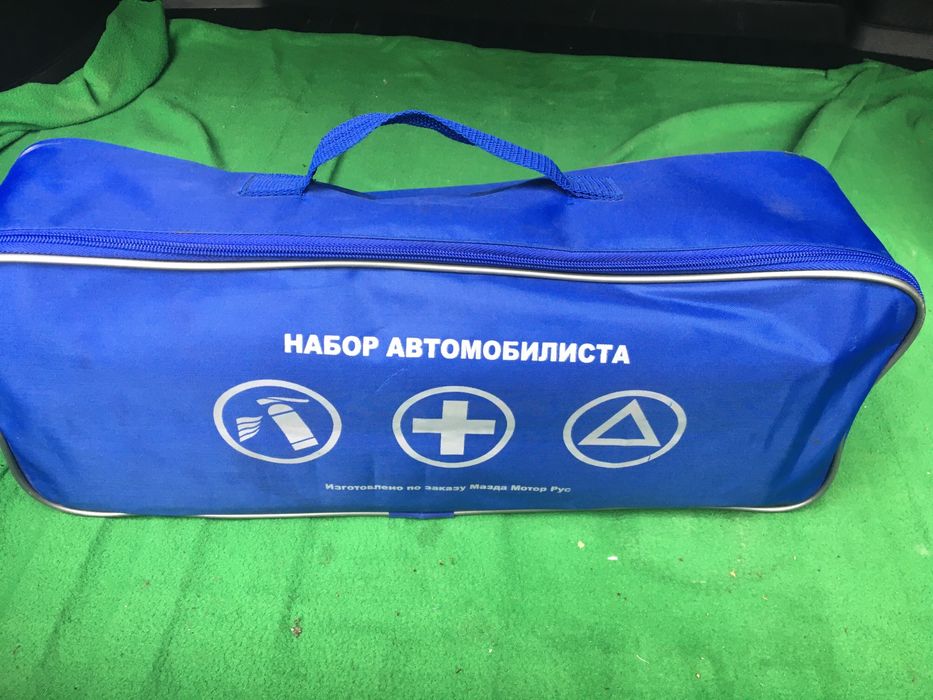 НАБОР АВТОМОБИЛИСТА
Изготовлено по заказу Мазда Мотор Рус